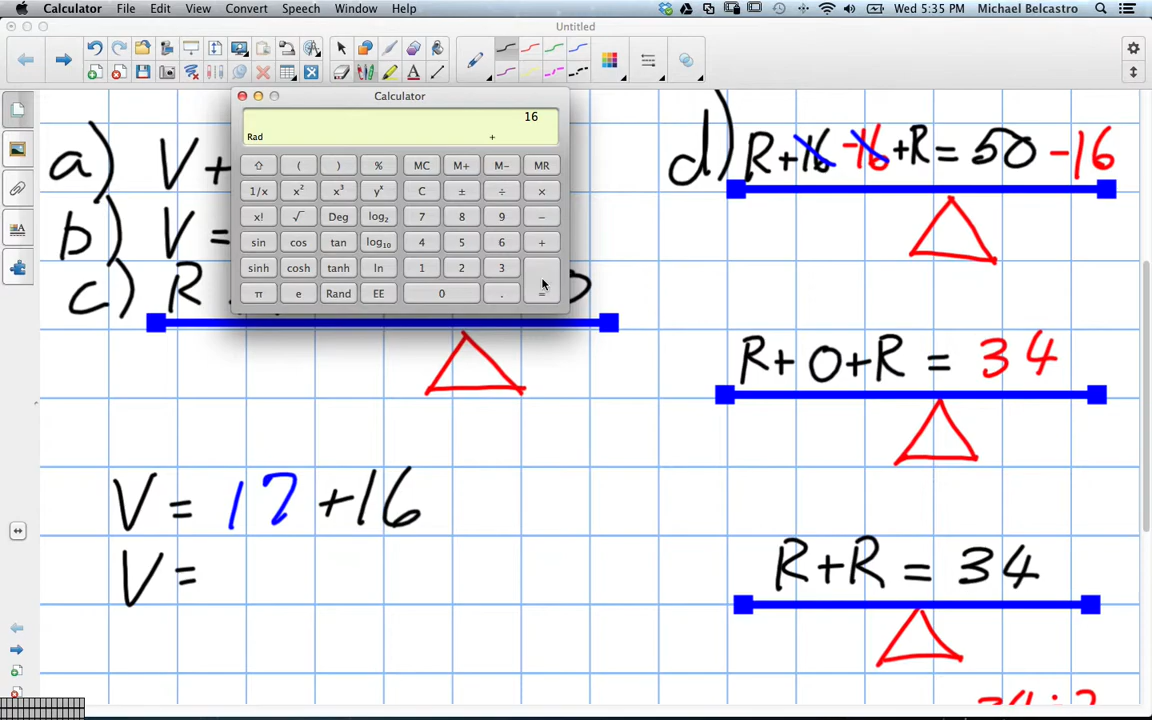 Calculator File Edit View Convert Speech Window Help Wed 5:35 PM Michael Belcastro
Untitled
Calculator
16
Rad +
⇧ ( ) % MC M+ M- MR
1/x x² x³ yˣ C ± ÷ ×
x! √ Deg log₂ 7 8 9 −
sin cos tan log₁₀ 4 5 6 +
sinh cosh tanh ln 1 2 3
π e Rand EE 0 . =
a) V+
b) V=
c) R
V = 17 +16
V =
d) R+16 -16 +R = 50 -16
R+ 0+R = 34
R+R = 34